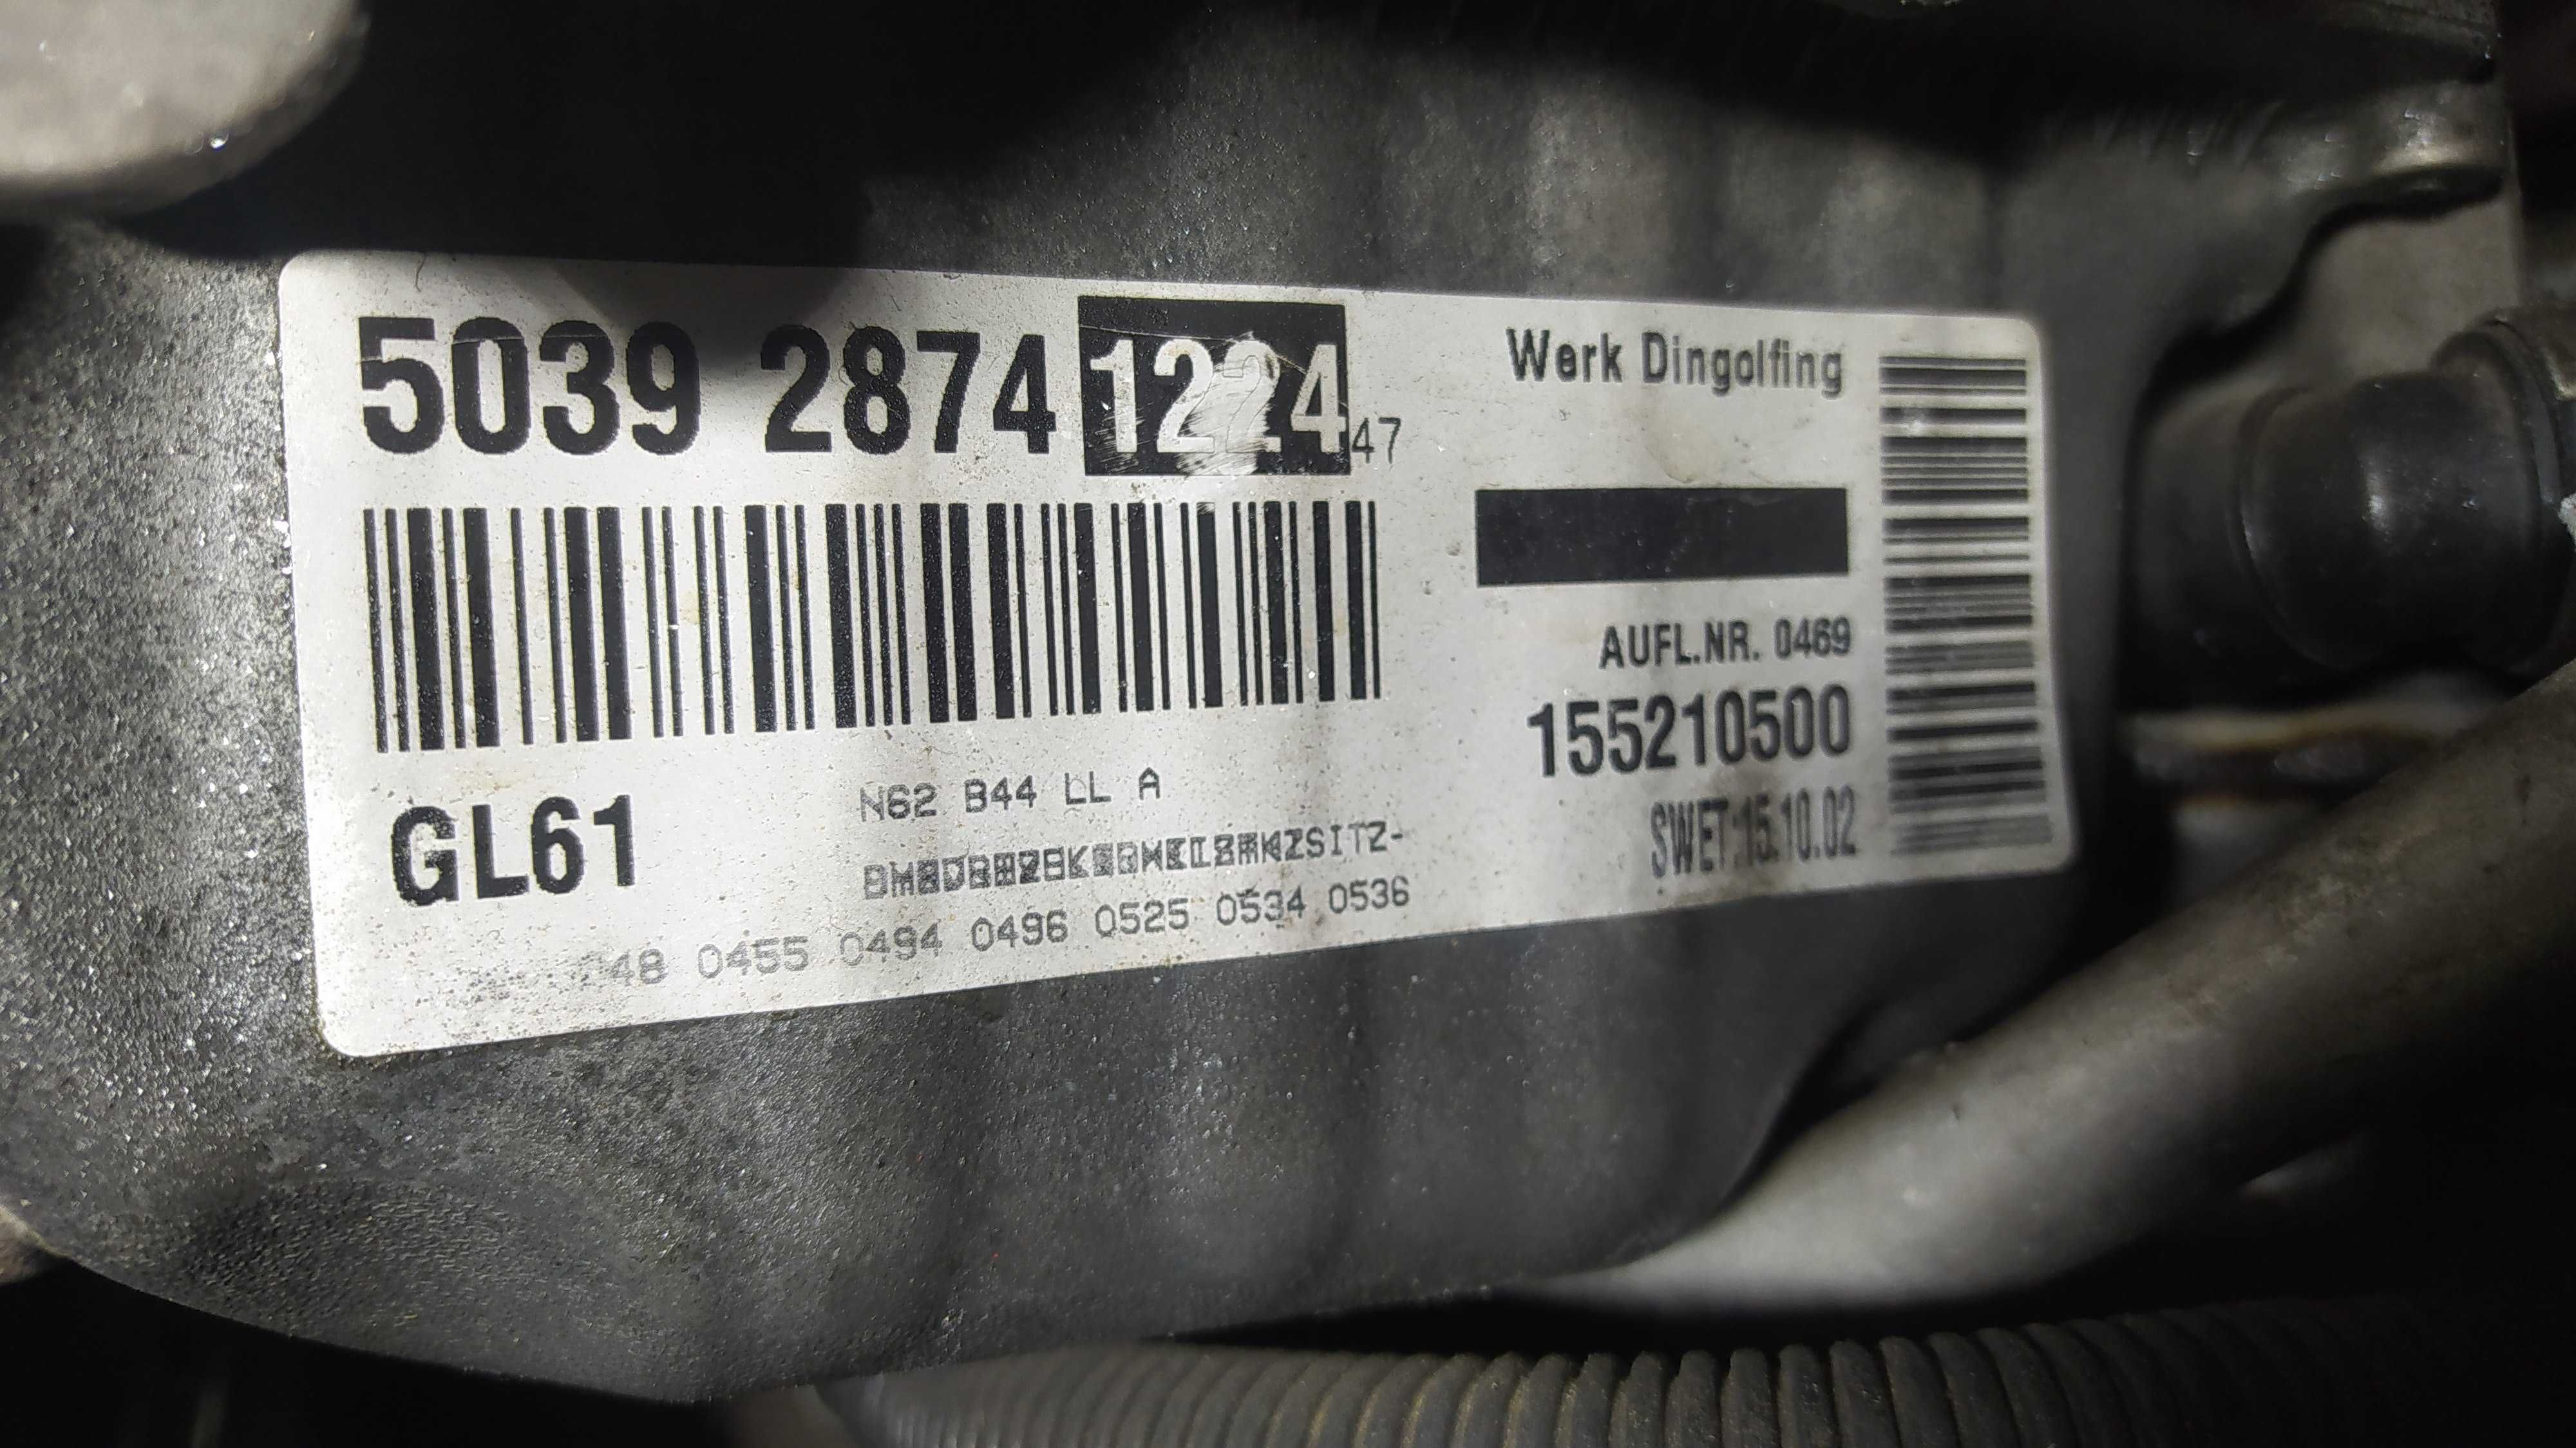 5039 2874 1224 47
Werk Dingolfing
AUFL.NR. 0469
155210500
SWET:15.10.02
GL61
N62 B44 LL A
48 0455 0494 0496 0525 0534 0536